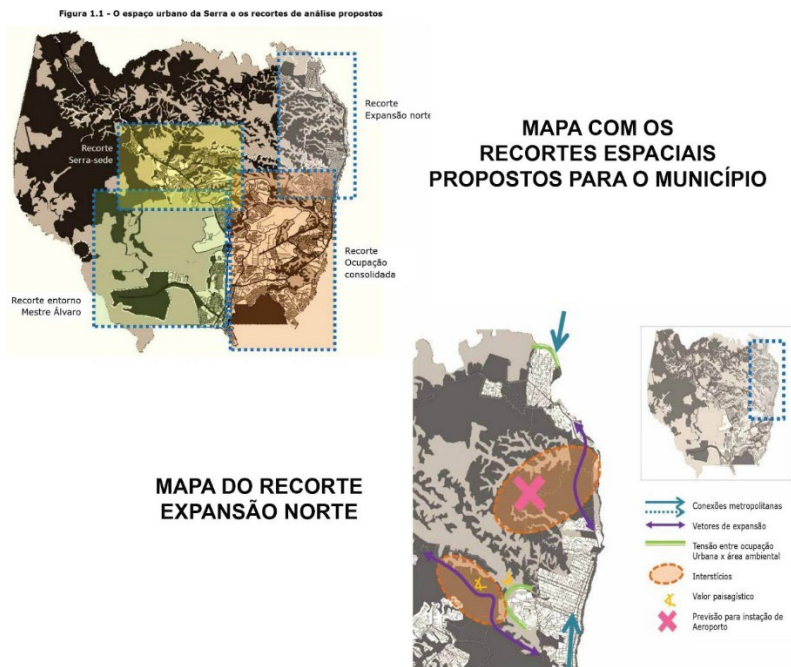 Figura 1.1 - O espaço urbano da Serra e os recortes de análise propostos
Recorte
Expansão norte
Recorte
Serra-sede
Recorte
Ocupação
consolidada
Recorte entorno
Mestre Álvaro
MAPA COM OS
RECORTES ESPACIAIS
PROPOSTOS PARA O MUNICÍPIO
MAPA DO RECORTE
EXPANSÃO NORTE
Conexões metropolitanas
Vetores de expansão
Tensão entre ocupação
Urbana x área ambiental
Interstícios
Valor paisagístico
Previsão para instação de
Aeroporto